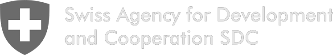 Swiss Agency for Development
and Cooperation SDC